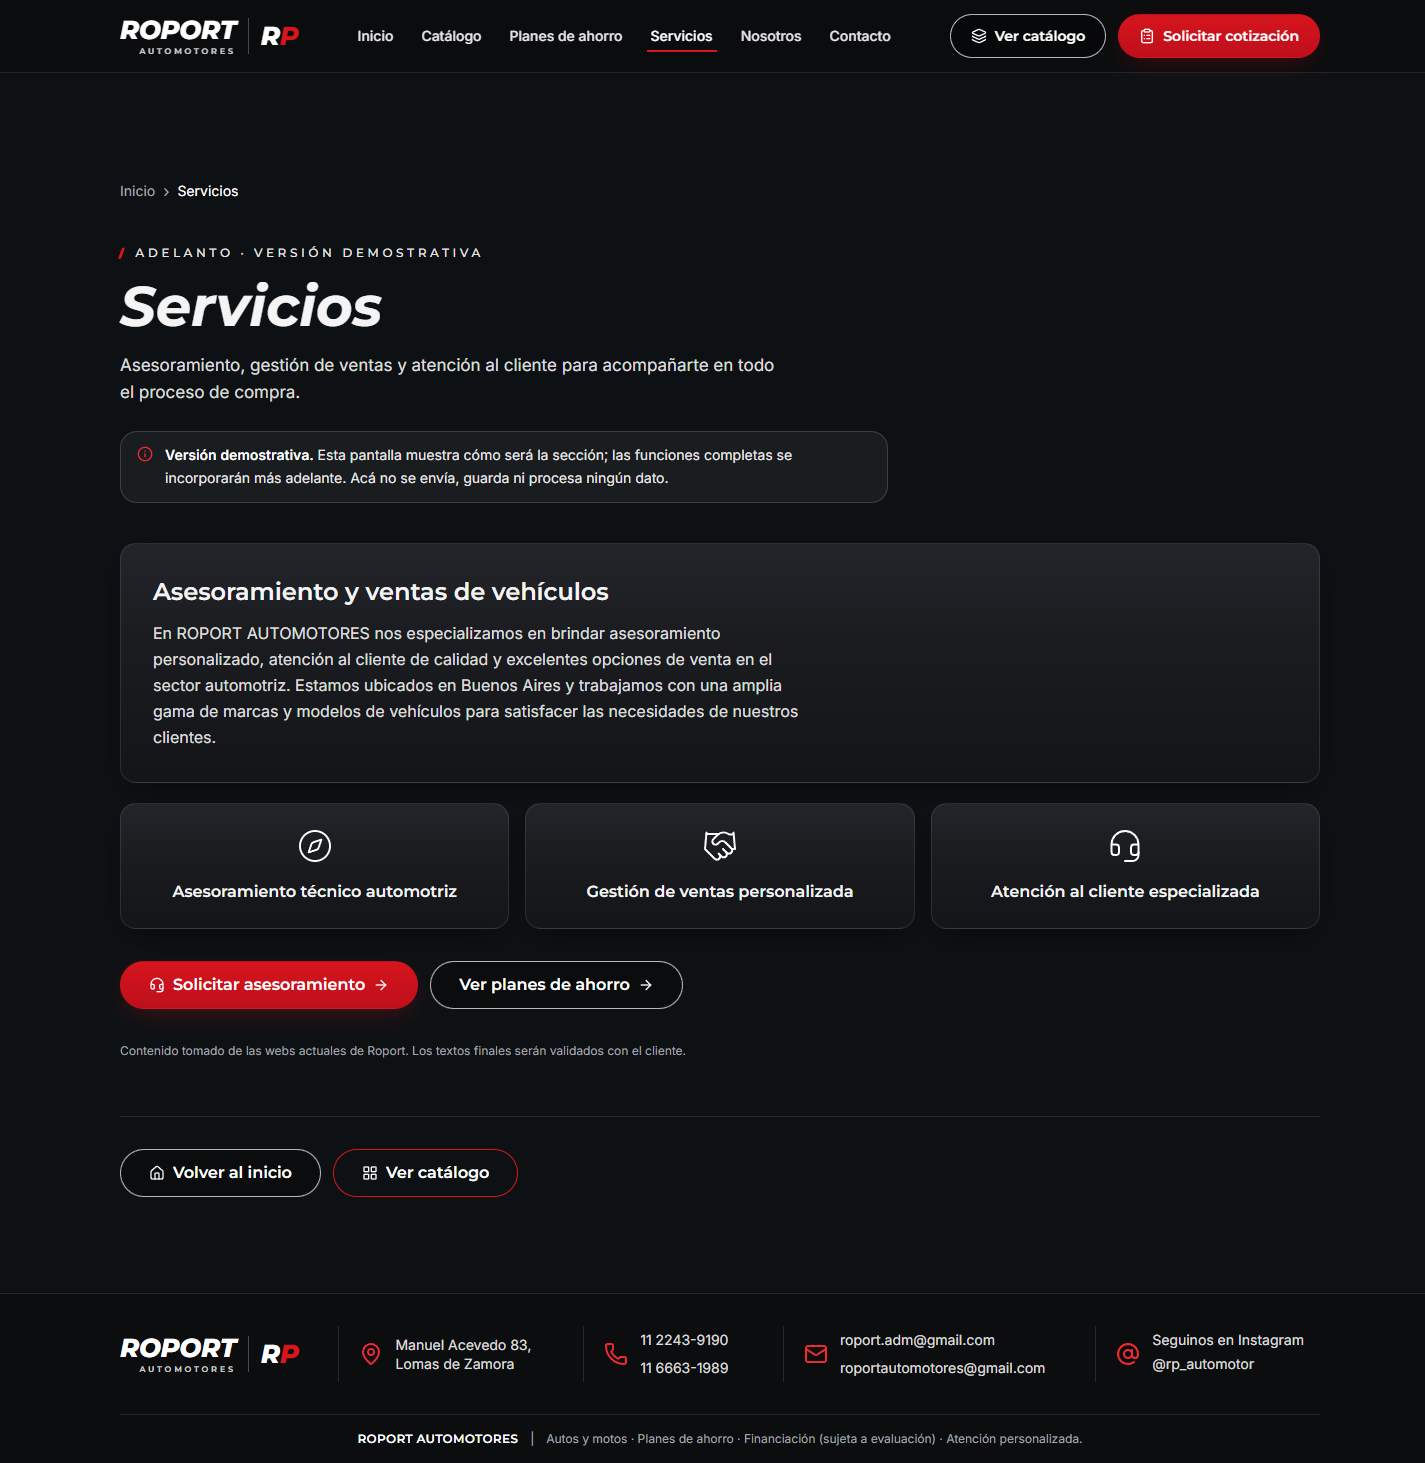 ROPORT AUTOMOTORES RP
Inicio Catálogo Planes de ahorro Servicios Nosotros Contacto Ver catálogo Solicitar cotización
Inicio › Servicios
ADELANTO · VERSIÓN DEMOSTRATIVA
Servicios
Asesoramiento, gestión de ventas y atención al cliente para acompañarte en todo
el proceso de compra.
Versión demostrativa. Esta pantalla muestra cómo será la sección; las funciones completas se
incorporarán más adelante. Acá no se envía, guarda ni procesa ningún dato.
Asesoramiento y ventas de vehículos
En ROPORT AUTOMOTORES nos especializamos en brindar asesoramiento
personalizado, atención al cliente de calidad y excelentes opciones de venta en el
sector automotriz. Estamos ubicados en Buenos Aires y trabajamos con una amplia
gama de marcas y modelos de vehículos para satisfacer las necesidades de nuestros
clientes.
Asesoramiento técnico automotriz
Gestión de ventas personalizada
Atención al cliente especializada
Solicitar asesoramiento → Ver planes de ahorro →
Contenido tomado de las webs actuales de Roport. Los textos finales serán validados con el cliente.
Volver al inicio Ver catálogo
ROPORT AUTOMOTORES RP
Manuel Acevedo 83,
Lomas de Zamora
11 2243-9190
11 6663-1989
roport.adm@gmail.com
roportautomotores@gmail.com
Seguinos en Instagram
@rp_automotor
ROPORT AUTOMOTORES | Autos y motos · Planes de ahorro · Financiación (sujeta a evaluación) · Atención personalizada.